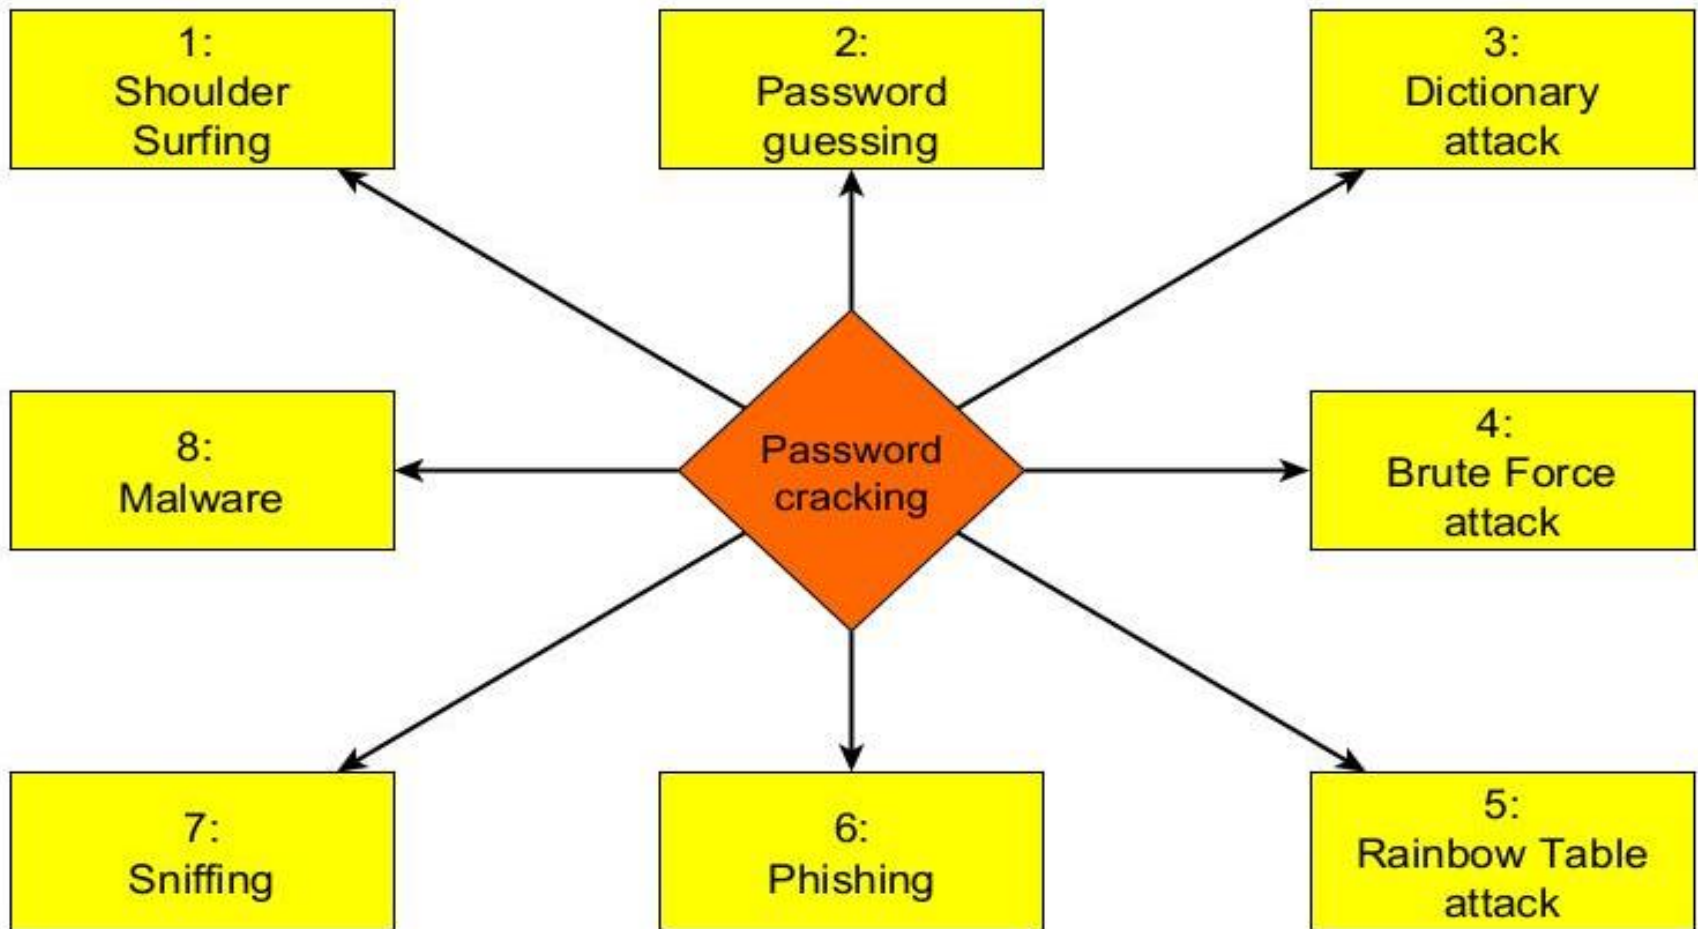 1:
Shoulder
Surfing
2:
Password
guessing
3:
Dictionary
attack
8:
Malware
Password
cracking
4:
Brute Force
attack
7:
Sniffing
6:
Phishing
5:
Rainbow Table
attack